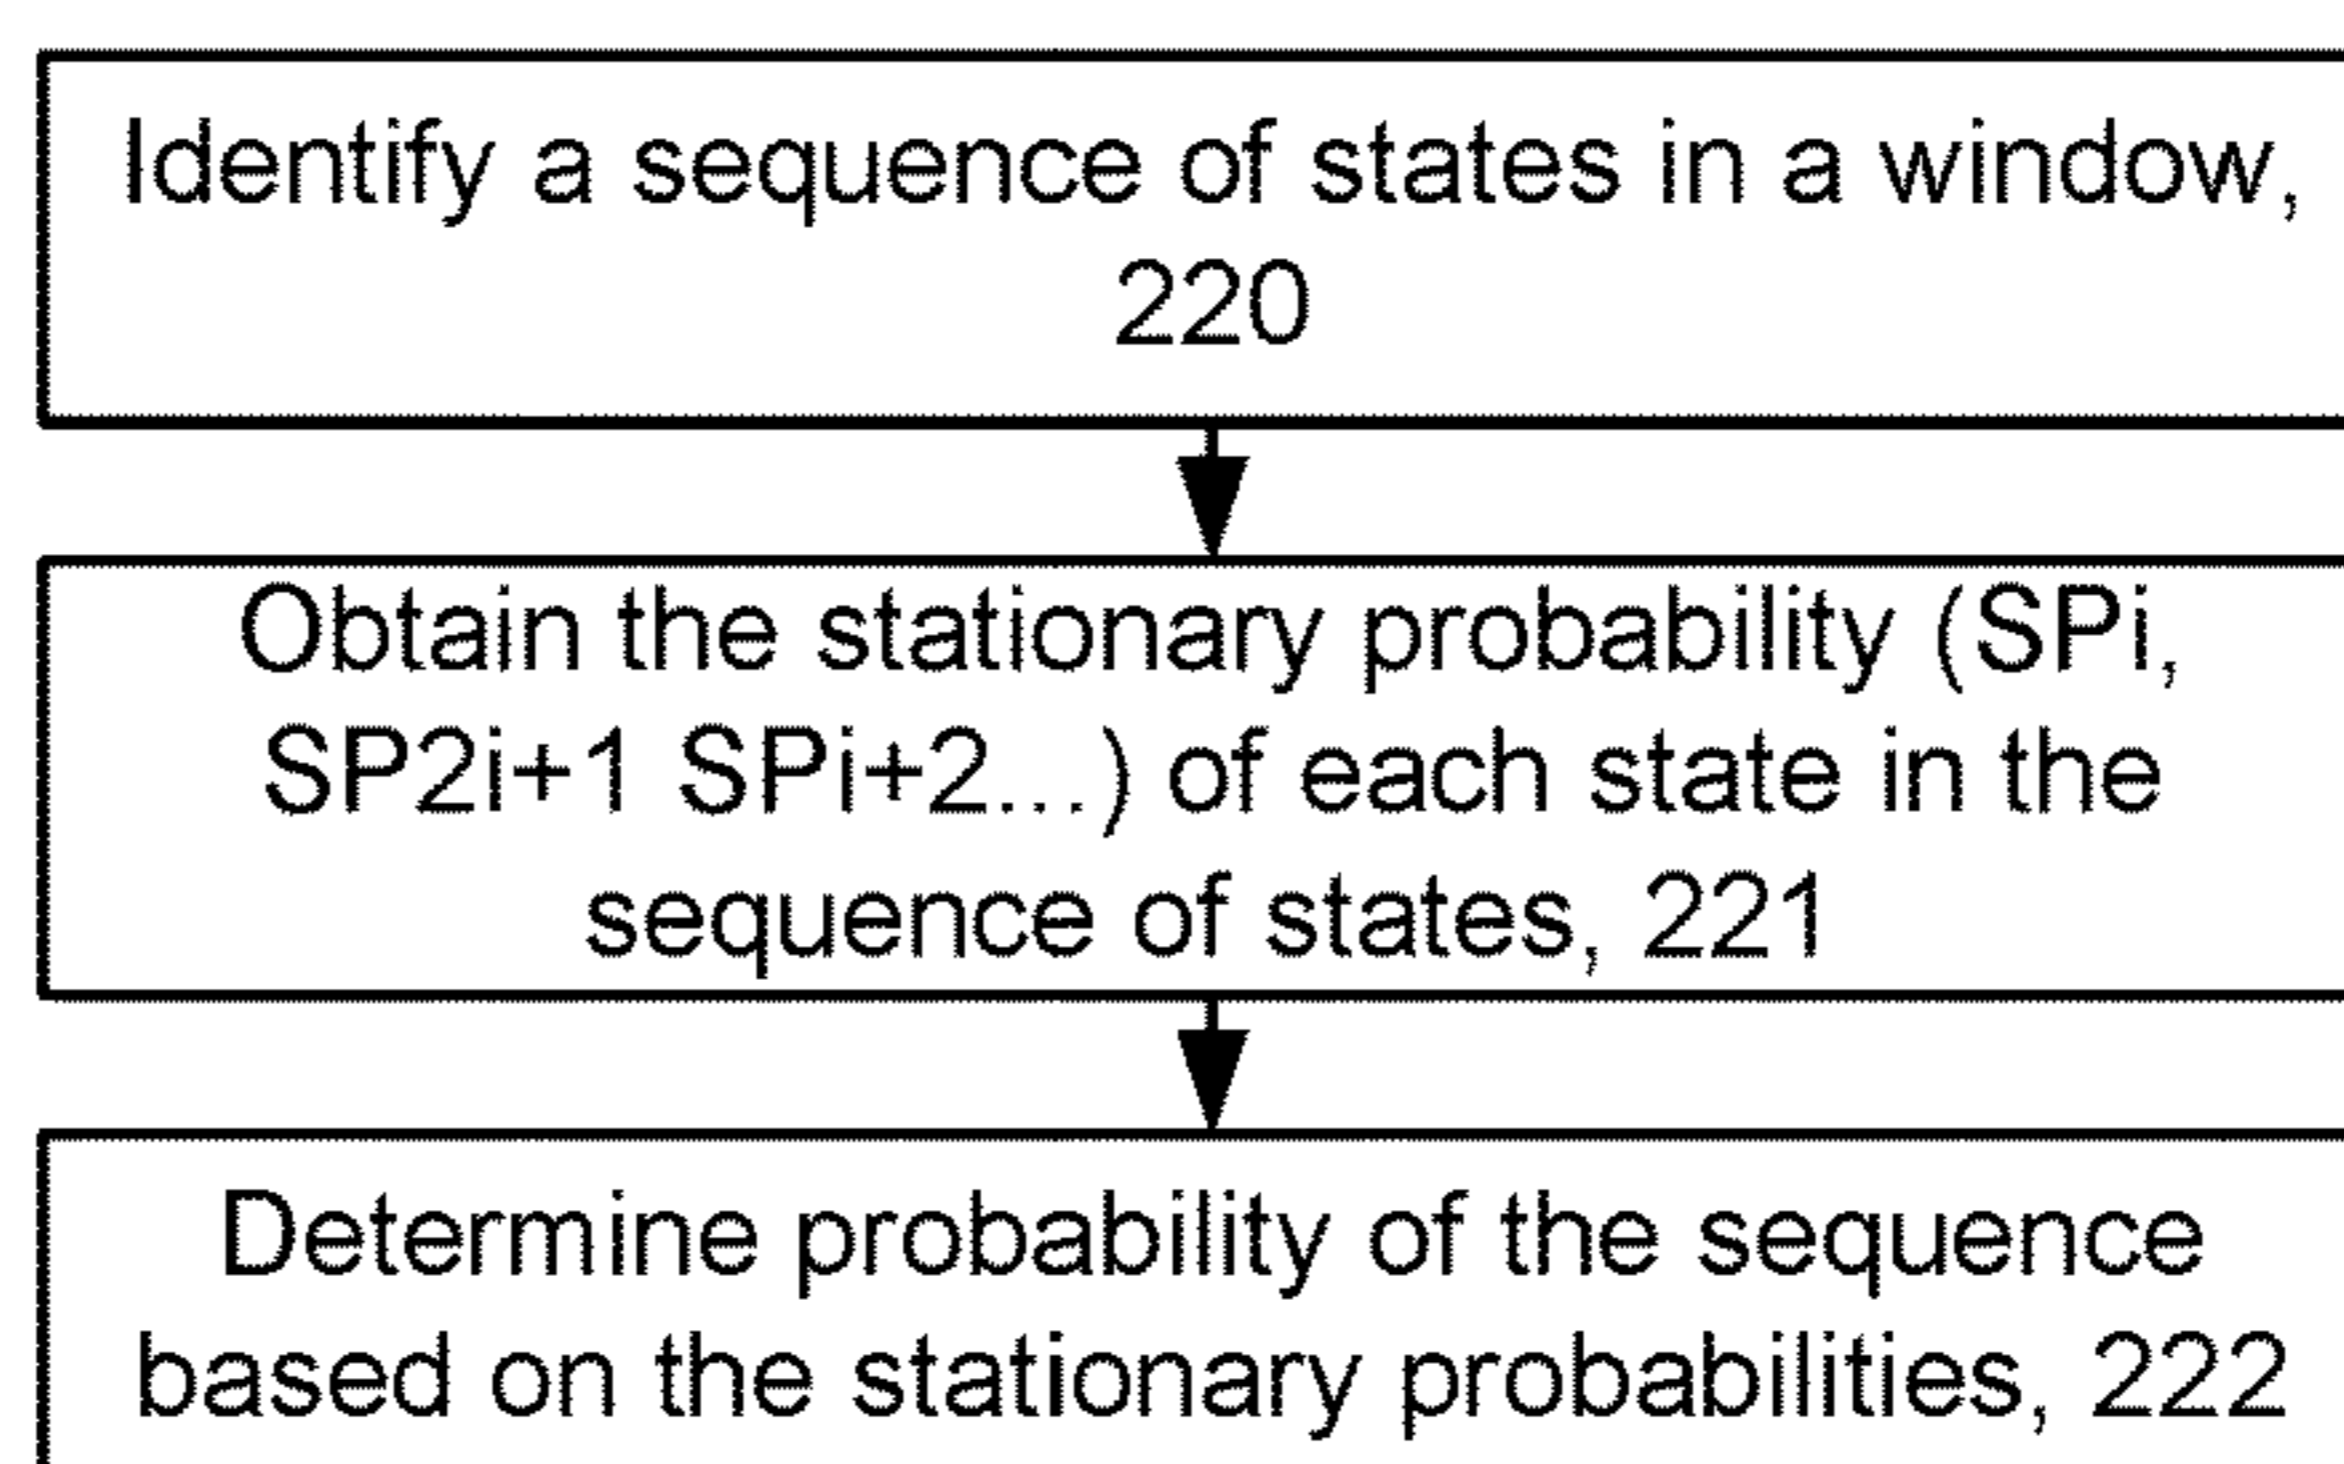 Identify a sequence of states in a window,
220
Obtain the stationary probability (SPi,
SP2i+1 SPi+2...) of each state in the
sequence of states, 221
Determine probability of the sequence
based on the stationary probabilities, 222